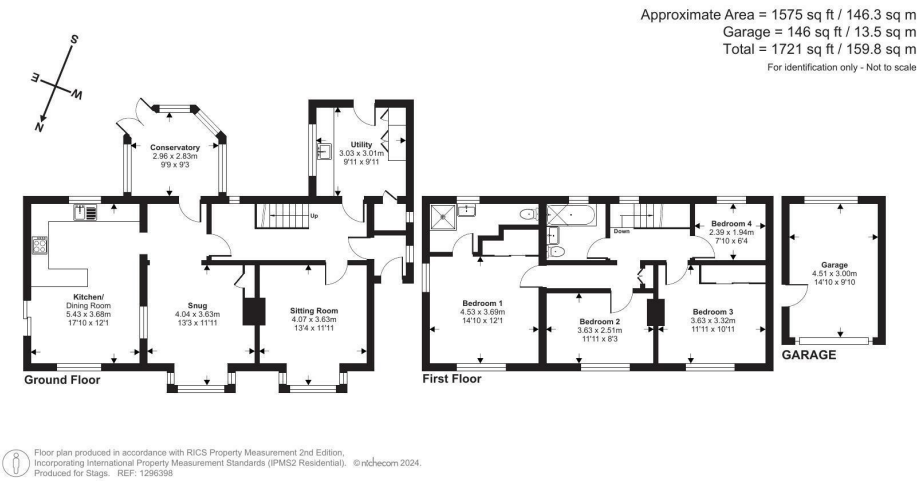 Approximate Area = 1575 sq ft / 146.3 sq m
Garage = 146 sq ft / 13.5 sq m
Total = 1721 sq ft / 159.8 sq m
For identification only - Not to scale
S
E
W
N
Conservatory
2.96 x 2.83m
9'9 x 9'3
Utility
3.03 x 3.01m
9'11 x 9'11
Up
Kitchen/
Dining Room
5.43 x 3.68m
17'10 x 12'1
Snug
4.04 x 3.63m
13'3 x 11'11
Sitting Room
4.07 x 3.63m
13'4 x 11'11
Ground Floor
Down
Bedroom 4
2.39 x 1.94m
7'10 x 6'4
Bedroom 1
4.53 x 3.69m
14'10 x 12'1
Bedroom 2
3.63 x 2.51m
11'11 x 8'3
Bedroom 3
3.63 x 3.32m
11'11 x 10'11
First Floor
Garage
4.51 x 3.00m
14'10 x 9'10
GARAGE
Floor plan produced in accordance with RICS Property Measurement 2nd Edition,
Incorporating International Property Measurement Standards (IPMS2 Residential). © nichecom 2024.
Produced for Stags. REF: 1296398